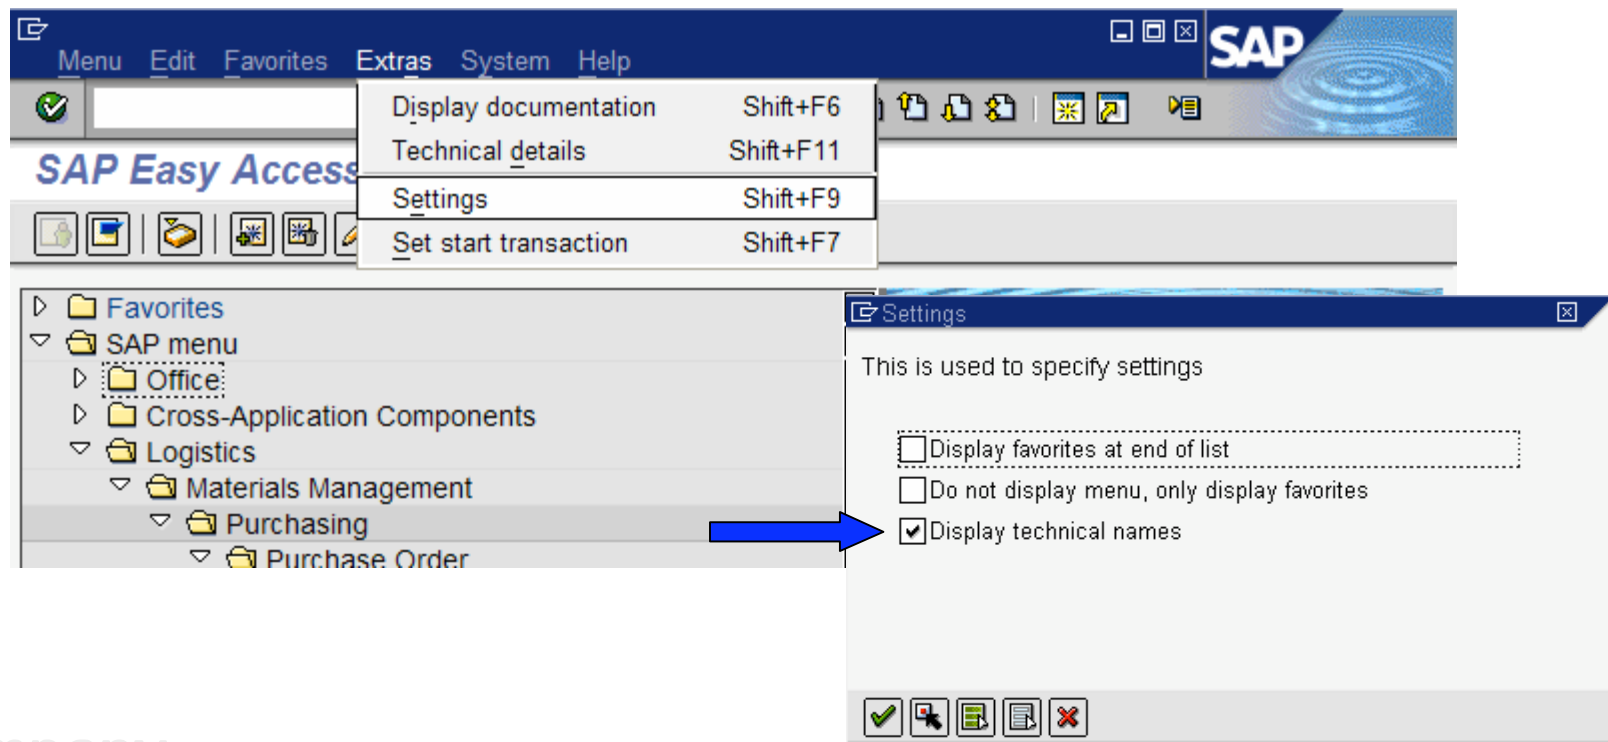 Menu Edit Favorites Extras System Help
SAP
Display documentation Shift+F6
Technical details Shift+F11
SAP Easy Access
Settings Shift+F9
Set start transaction Shift+F7
Favorites
SAP menu
Office
Cross-Application Components
Logistics
Materials Management
Purchasing
Purchase Order
Settings
This is used to specify settings
Display favorites at end of list
Do not display menu, only display favorites
Display technical names